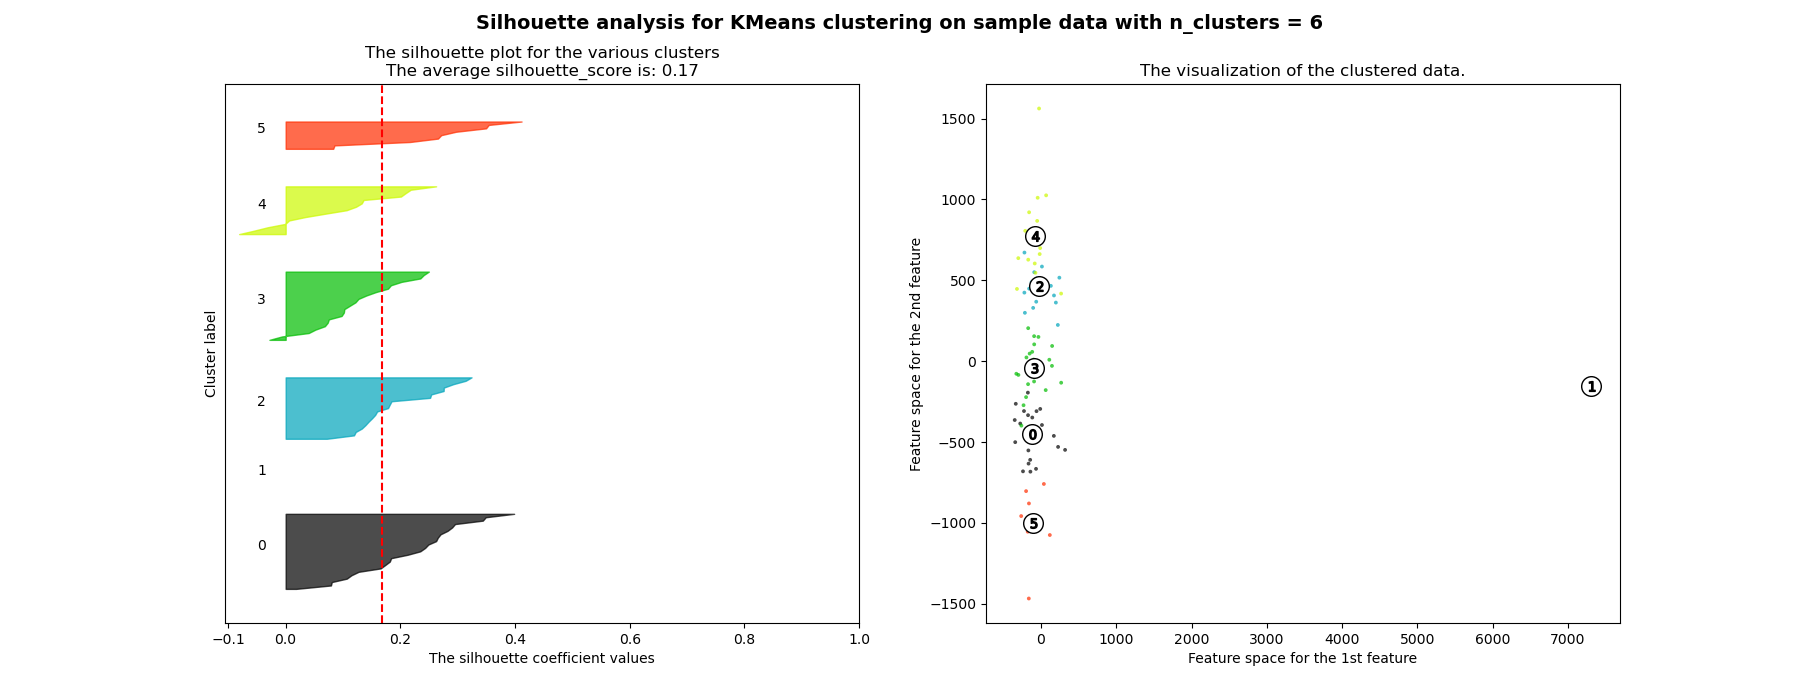 Silhouette analysis for KMeans clustering on sample data with n_clusters = 6
The silhouette plot for the various clusters
The average silhouette_score is: 0.17
Cluster label
5
4
3
2
1
0
−0.1 0.0 0.2 0.4 0.6 0.8 1.0
The silhouette coefficient values
The visualization of the clustered data.
Feature space for the 2nd feature
1500
1000
500
0
−500
−1000
−1500
4
2
3
1
0
5
0 1000 2000 3000 4000 5000 6000 7000
Feature space for the 1st feature